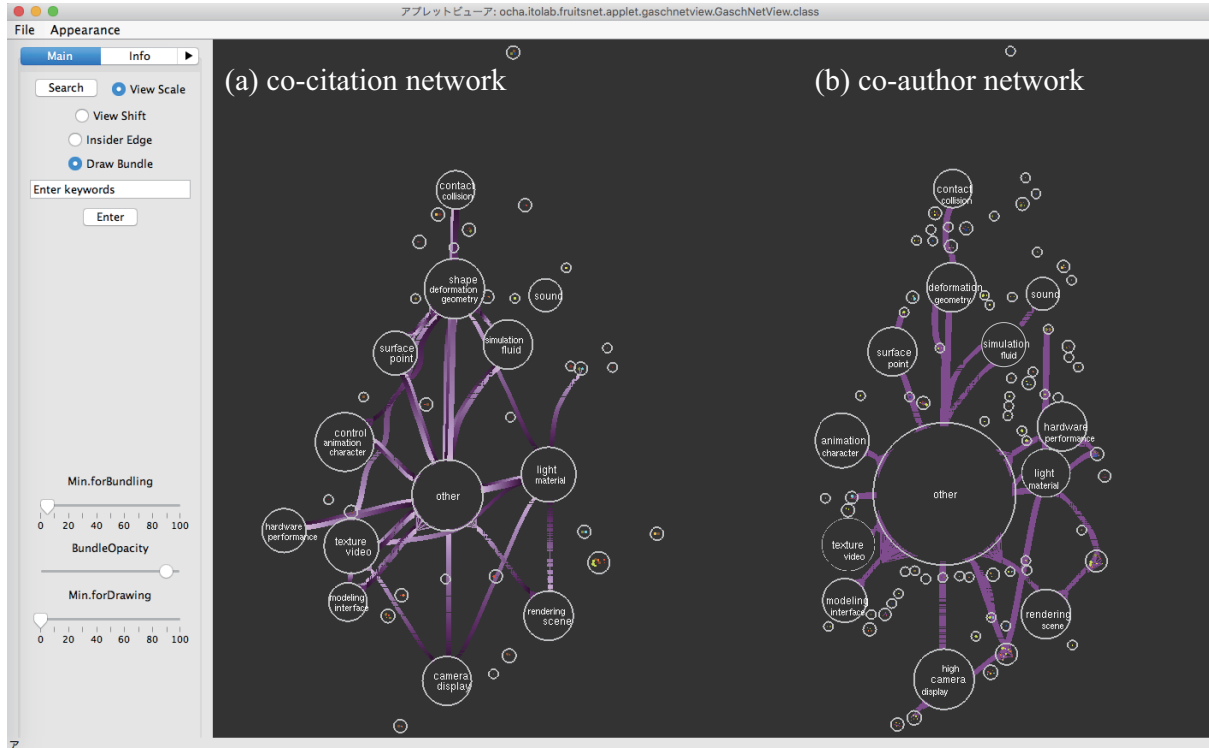 アプレットビューア: ocha.itolab.fruitsnet.applet.gaschnetview.GaschNetView.class
File Appearance
Main Info
Search View Scale
View Shift
Insider Edge
Draw Bundle
Enter keywords
Enter
Min.forBundling
0 20 40 60 80 100
BundleOpacity
Min.forDrawing
0 20 40 60 80 100
(a) co-citation network
contact
collision
shape
deformation
geometry
sound
surface
point
simulation
fluid
control
animation
character
other
light
material
hardware
performance
texture
video
modeling
interface
rendering
scene
camera
display
(b) co-author network
contact
collision
deformation
geometry
sound
surface
point
simulation
fluid
animation
character
hardware
performance
other
light
material
texture
video
modeling
interface
rendering
scene
high
camera
display
ア